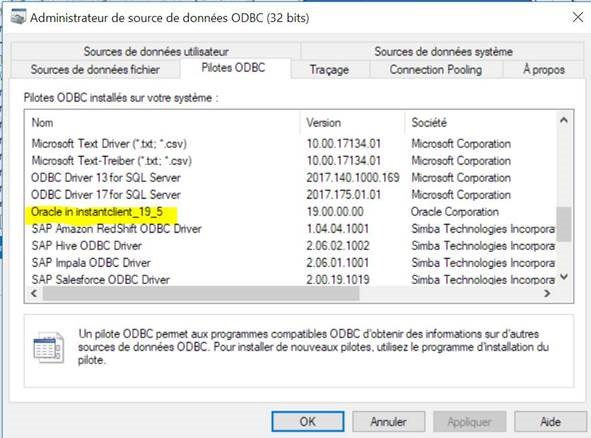 Administrateur de source de données ODBC (32 bits)
Sources de données utilisateur Sources de données système
Sources de données fichier Pilotes ODBC Traçage Connection Pooling À propos
Pilotes ODBC installés sur votre système :
Nom Version Société
Microsoft Text Driver (*.txt; *.csv) 10.00.17134.01 Microsoft Corporation
Microsoft Text-Treiber (*.txt; *.csv) 10.00.17134.01 Microsoft Corporation
ODBC Driver 13 for SQL Server 2017.140.1000.169 Microsoft Corporation
ODBC Driver 17 for SQL Server 2017.175.01.01 Microsoft Corporation
Oracle in instantclient_19_5 19.00.00.00 Oracle Corporation
SAP Amazon RedShift ODBC Driver 1.04.04.1001 Simba Technologies Incorporat
SAP Hive ODBC Driver 2.06.02.1002 Simba Technologies Incorporat
SAP Impala ODBC Driver 2.06.01.1001 Simba Technologies Incorporat
SAP Salesforce ODBC Driver 2.00.19.1019 Simba Technologies Incorporat
Un pilote ODBC permet aux programmes compatibles ODBC d'obtenir des informations sur d'autres
sources de données ODBC. Pour installer de nouveaux pilotes, utilisez le programme d'installation du
pilote.
OK Annuler Appliquer Aide